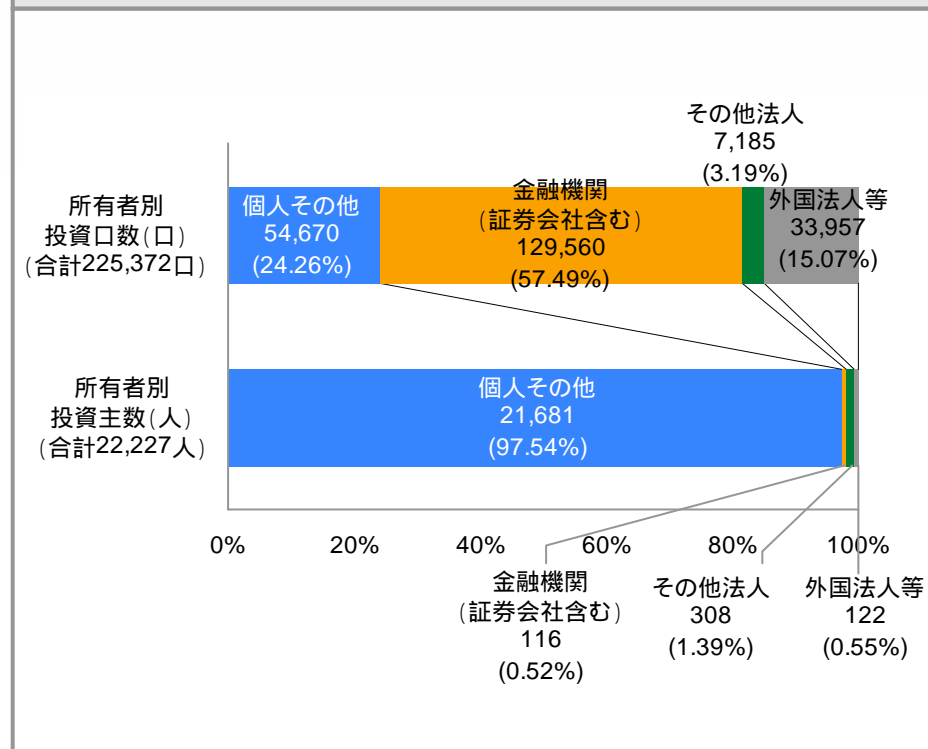 その他法人
7,185
(3.19%)
所有者別
投資口数(口)
(合計225,372口)
個人その他
54,670
(24.26%)
金融機関
(証券会社含む)
129,560
(57.49%)
外国法人等
33,957
(15.07%)
所有者別
投資主数(人)
(合計22,227人)
個人その他
21,681
(97.54%)
0%
20%
40%
60%
80%
100%
金融機関
(証券会社含む)
116
(0.52%)
その他法人
308
(1.39%)
外国法人等
122
(0.55%)